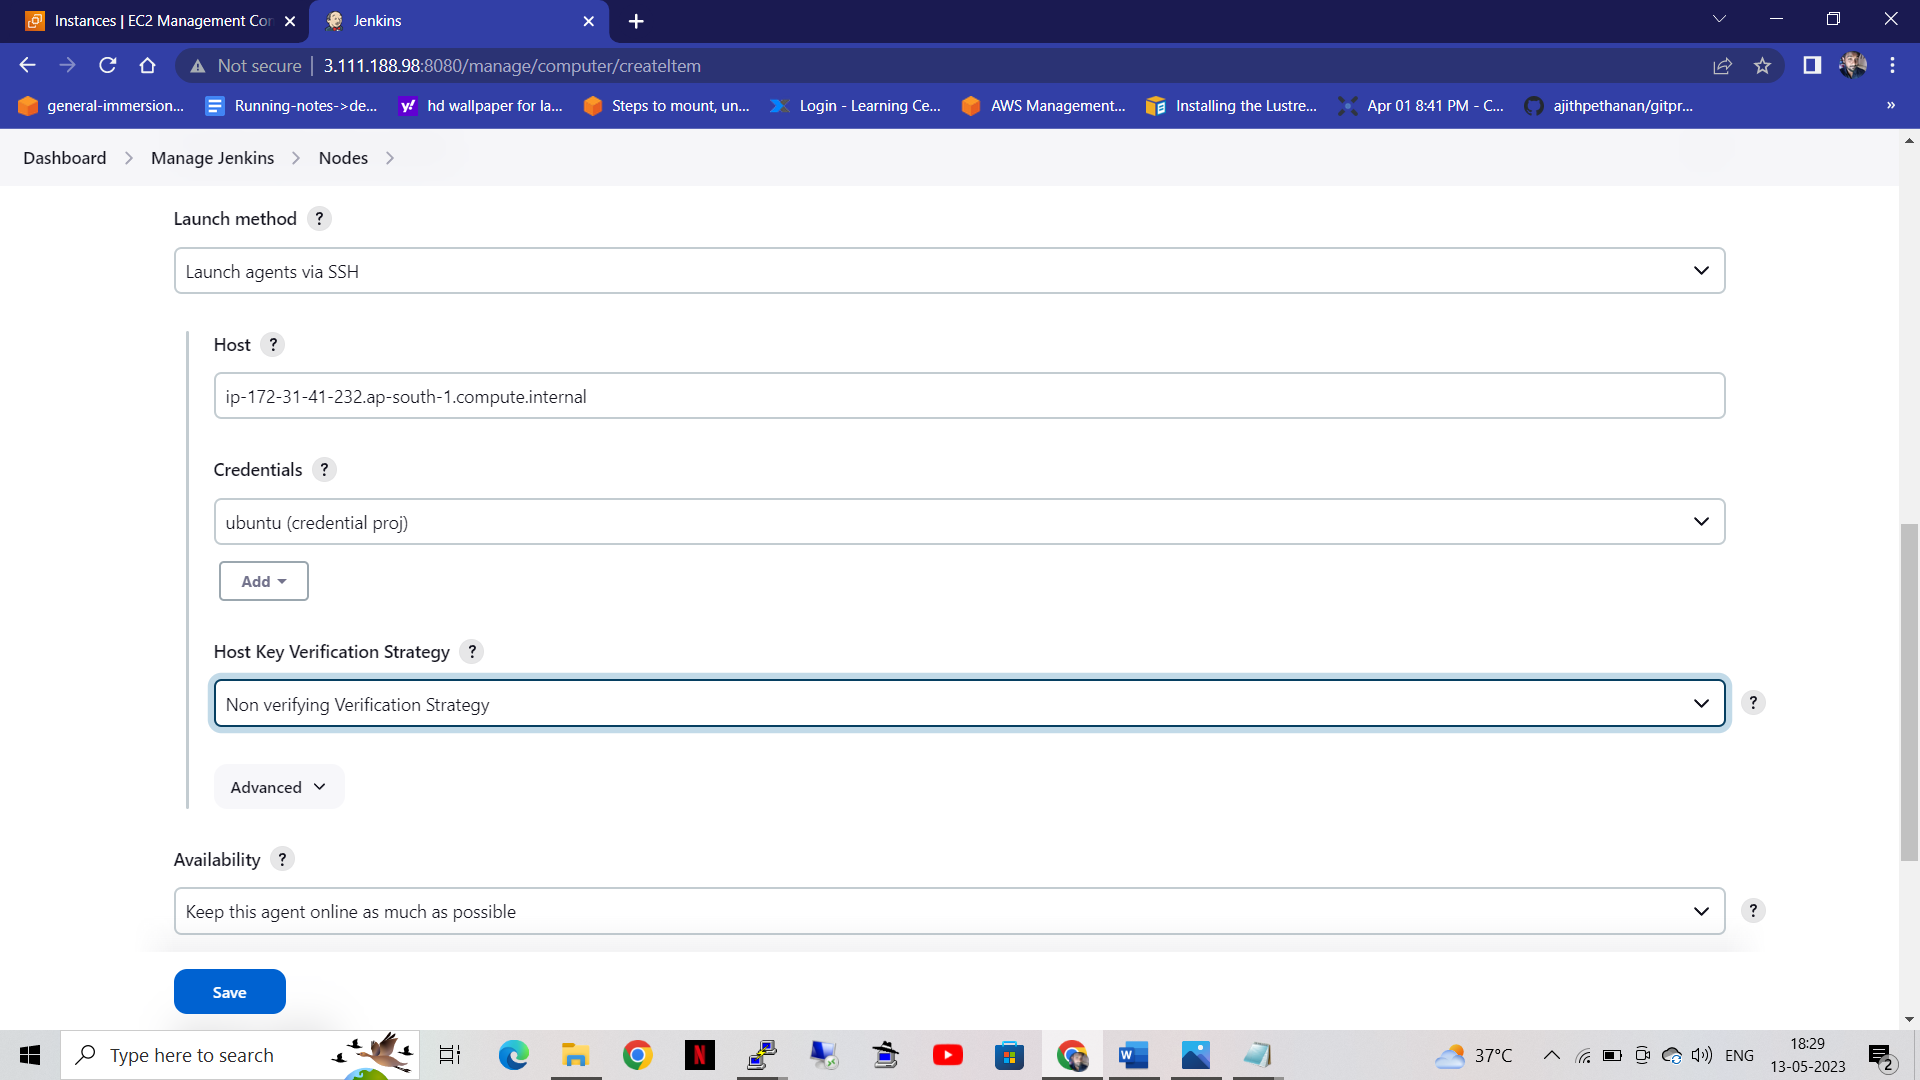 Instances | EC2 Management Con
Jenkins
Not secure
3.111.188.98:8080/manage/computer/createItem
general-immersion...
Running-notes->de...
hd wallpaper for la...
Steps to mount, un...
Login - Learning Ce...
AWS Management...
Installing the Lustre...
Apr 01 8:41 PM - C...
ajithpethanan/gitpr...
»
Dashboard
Manage Jenkins
Nodes
Launch method ?
Launch agents via SSH
Host ?
ip-172-31-41-232.ap-south-1.compute.internal
Credentials ?
ubuntu (credential proj)
Add
Host Key Verification Strategy ?
Non verifying Verification Strategy
?
Advanced
Availability ?
Keep this agent online as much as possible
?
Save
Type here to search
37°C
ENG
18:29
13-05-2023
2